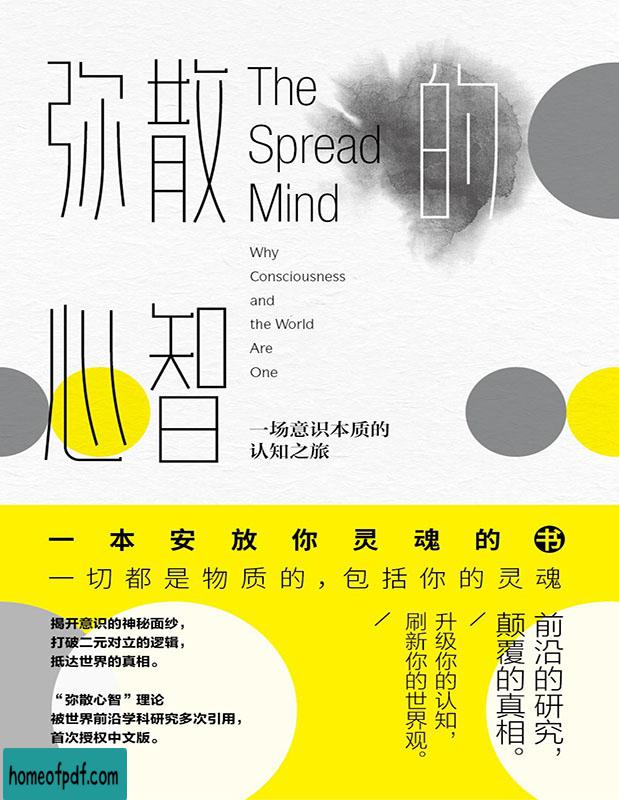 弥散的
The
Spread
Mind
Why
Consciousness
and
the World
Are
One
心智
一场意识本质的
认知之旅
一本安放你灵魂的书
一切都是物质的，包括你的灵魂
揭开意识的神秘面纱，
打破二元对立的逻辑，
抵达世界的真相。
“弥散心智”理论
被世界前沿学科研究多次引用，
首次授权中文版。
前沿的研究，
颠覆的真相。
/
升级你的认知，
刷新你的世界观。
/
homeofpdf.com